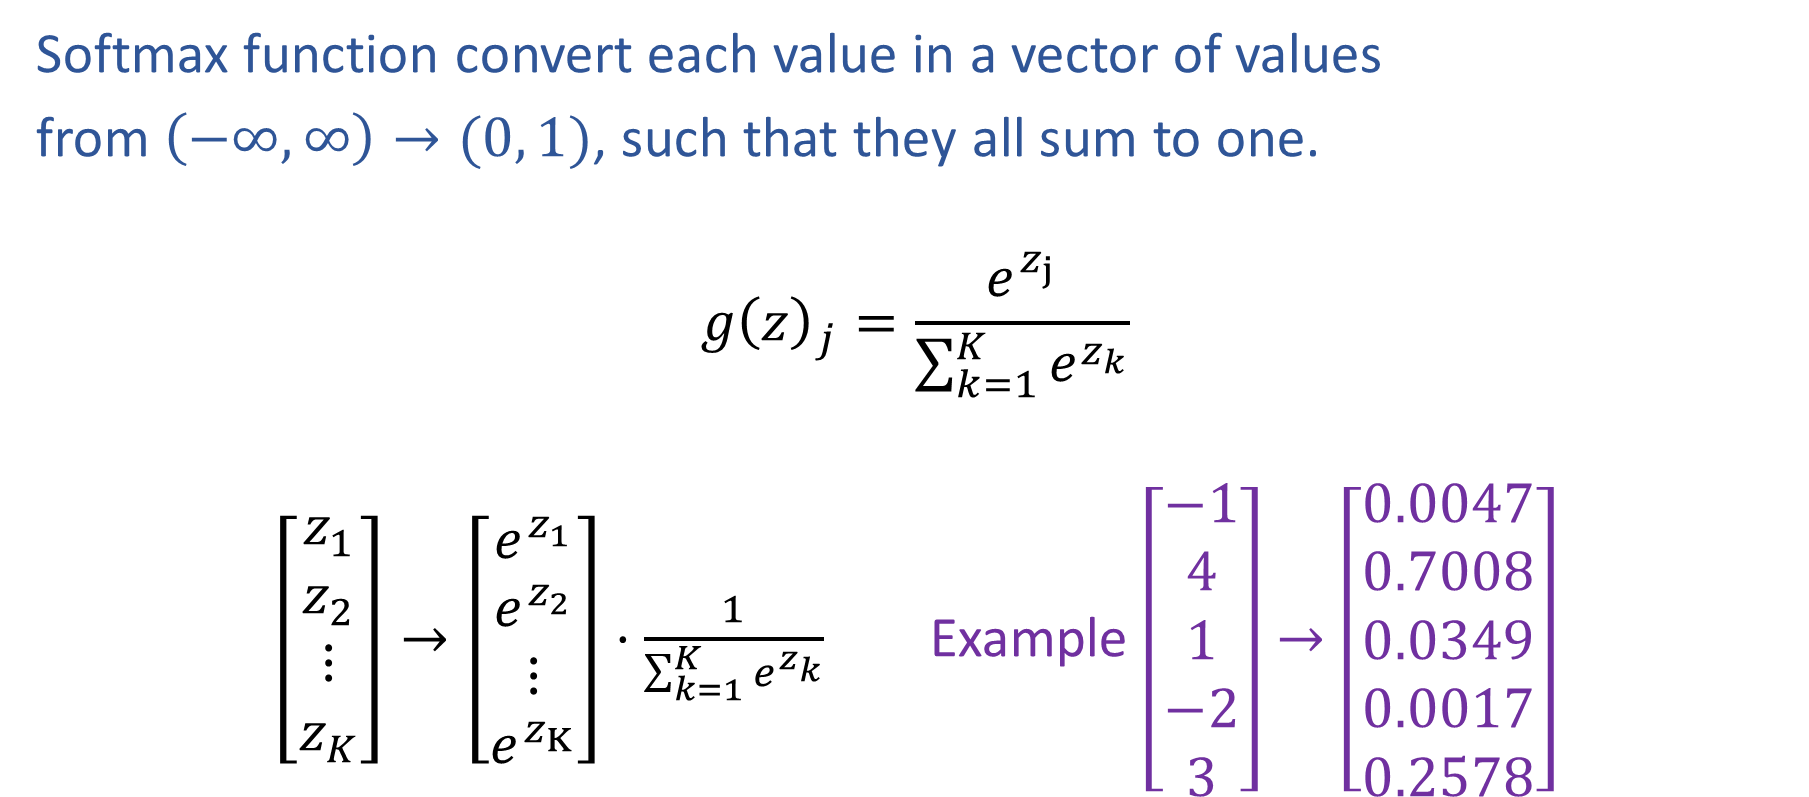 Softmax function convert each value in a vector of values
from (−∞, ∞) → (0, 1), such that they all sum to one.
g(z)_j = e^{z_j} / ∑_{k=1}^{K} e^{z_k}
[z_1 z_2 ⋮ z_K] → [e^{z_1} e^{z_2} ⋮ e^{z_K}] · 1 / ∑_{k=1}^{K} e^{z_k}
Example [−1 4 1 −2 3] → [0.0047 0.7008 0.0349 0.0017 0.2578]